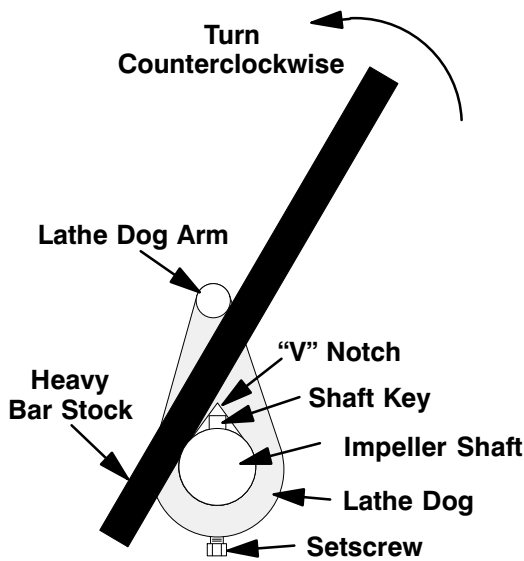 Turn
Counterclockwise
Lathe Dog Arm
“V” Notch
Heavy
Bar Stock
Shaft Key
Impeller Shaft
Lathe Dog
Setscrew